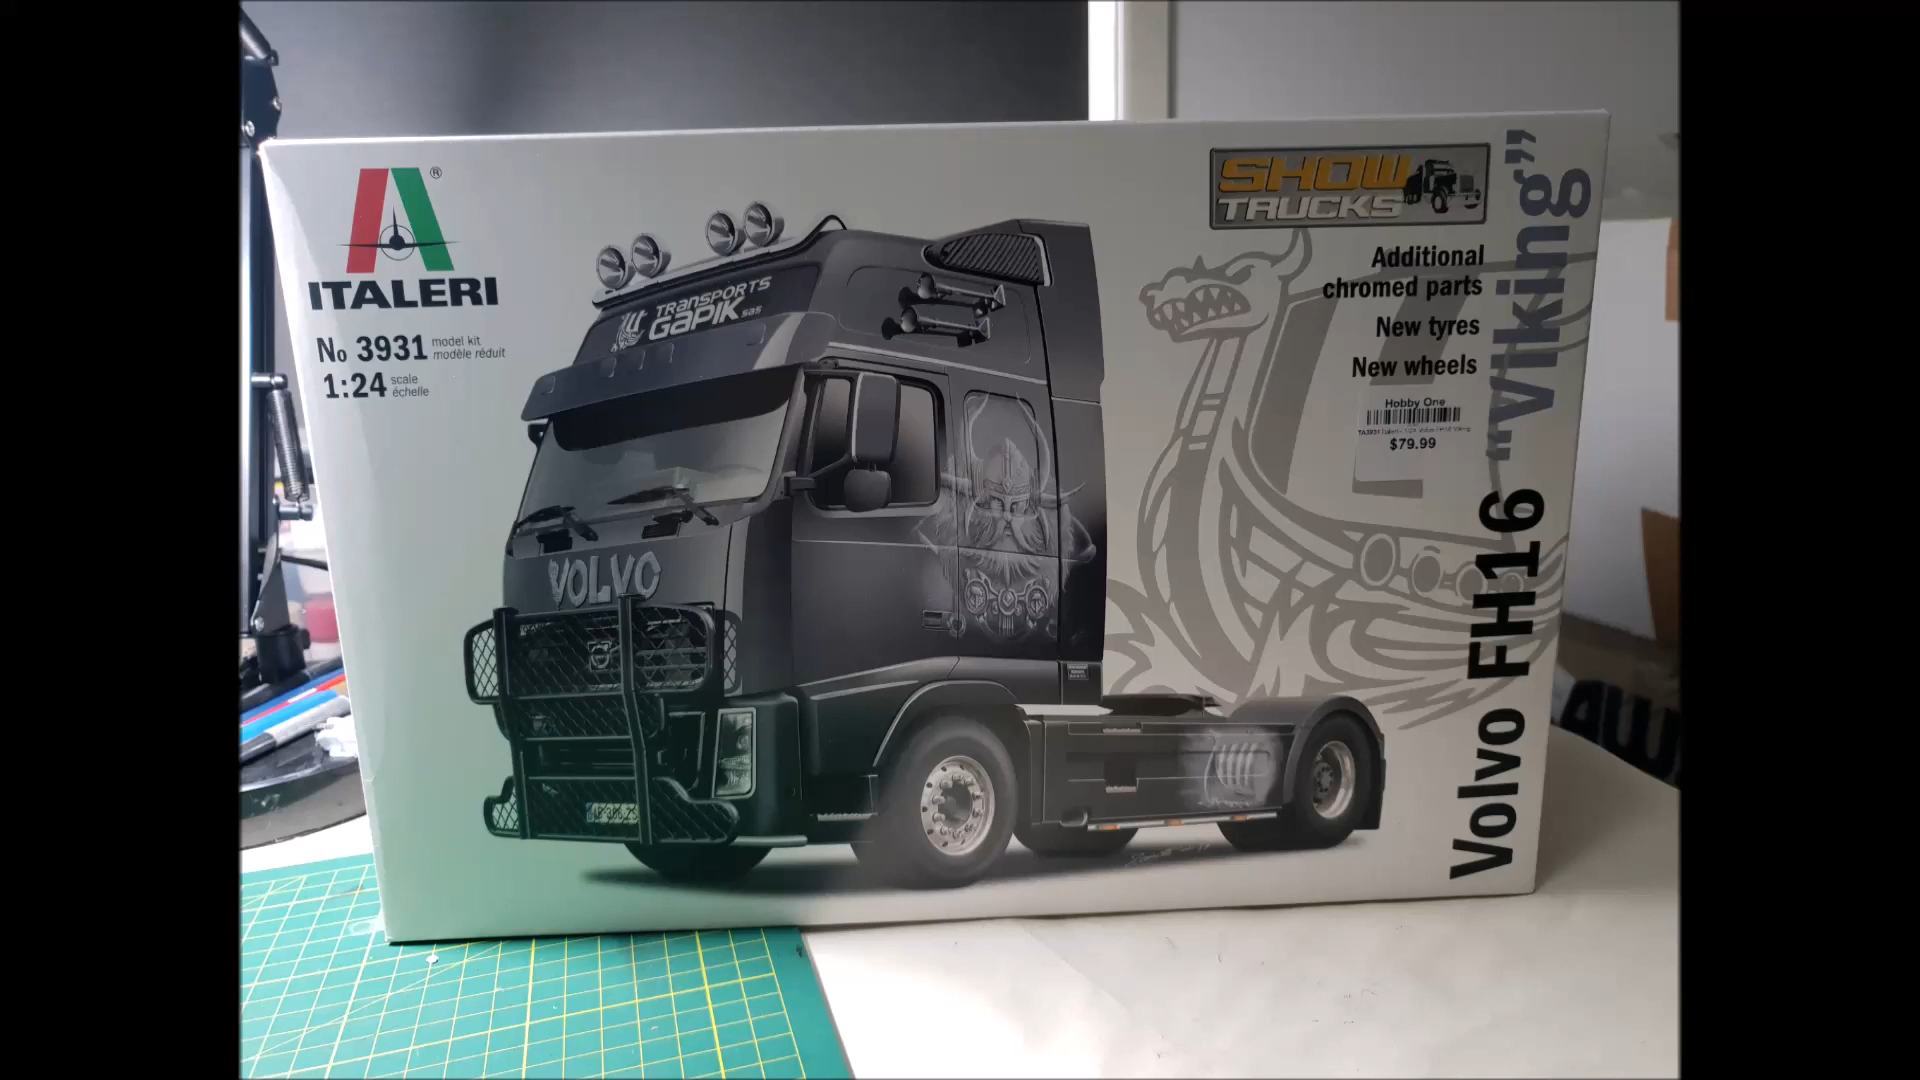 ITALERI
®
No 3931 model kit
modèle réduit
1:24 scale
échelle
TRANSPORTS
GAPIK sas
VOLVO
SHOW
TRUCKS
Additional
chromed parts
New tyres
New wheels
Hobby One
$79.99
Volvo FH16 "Viking"